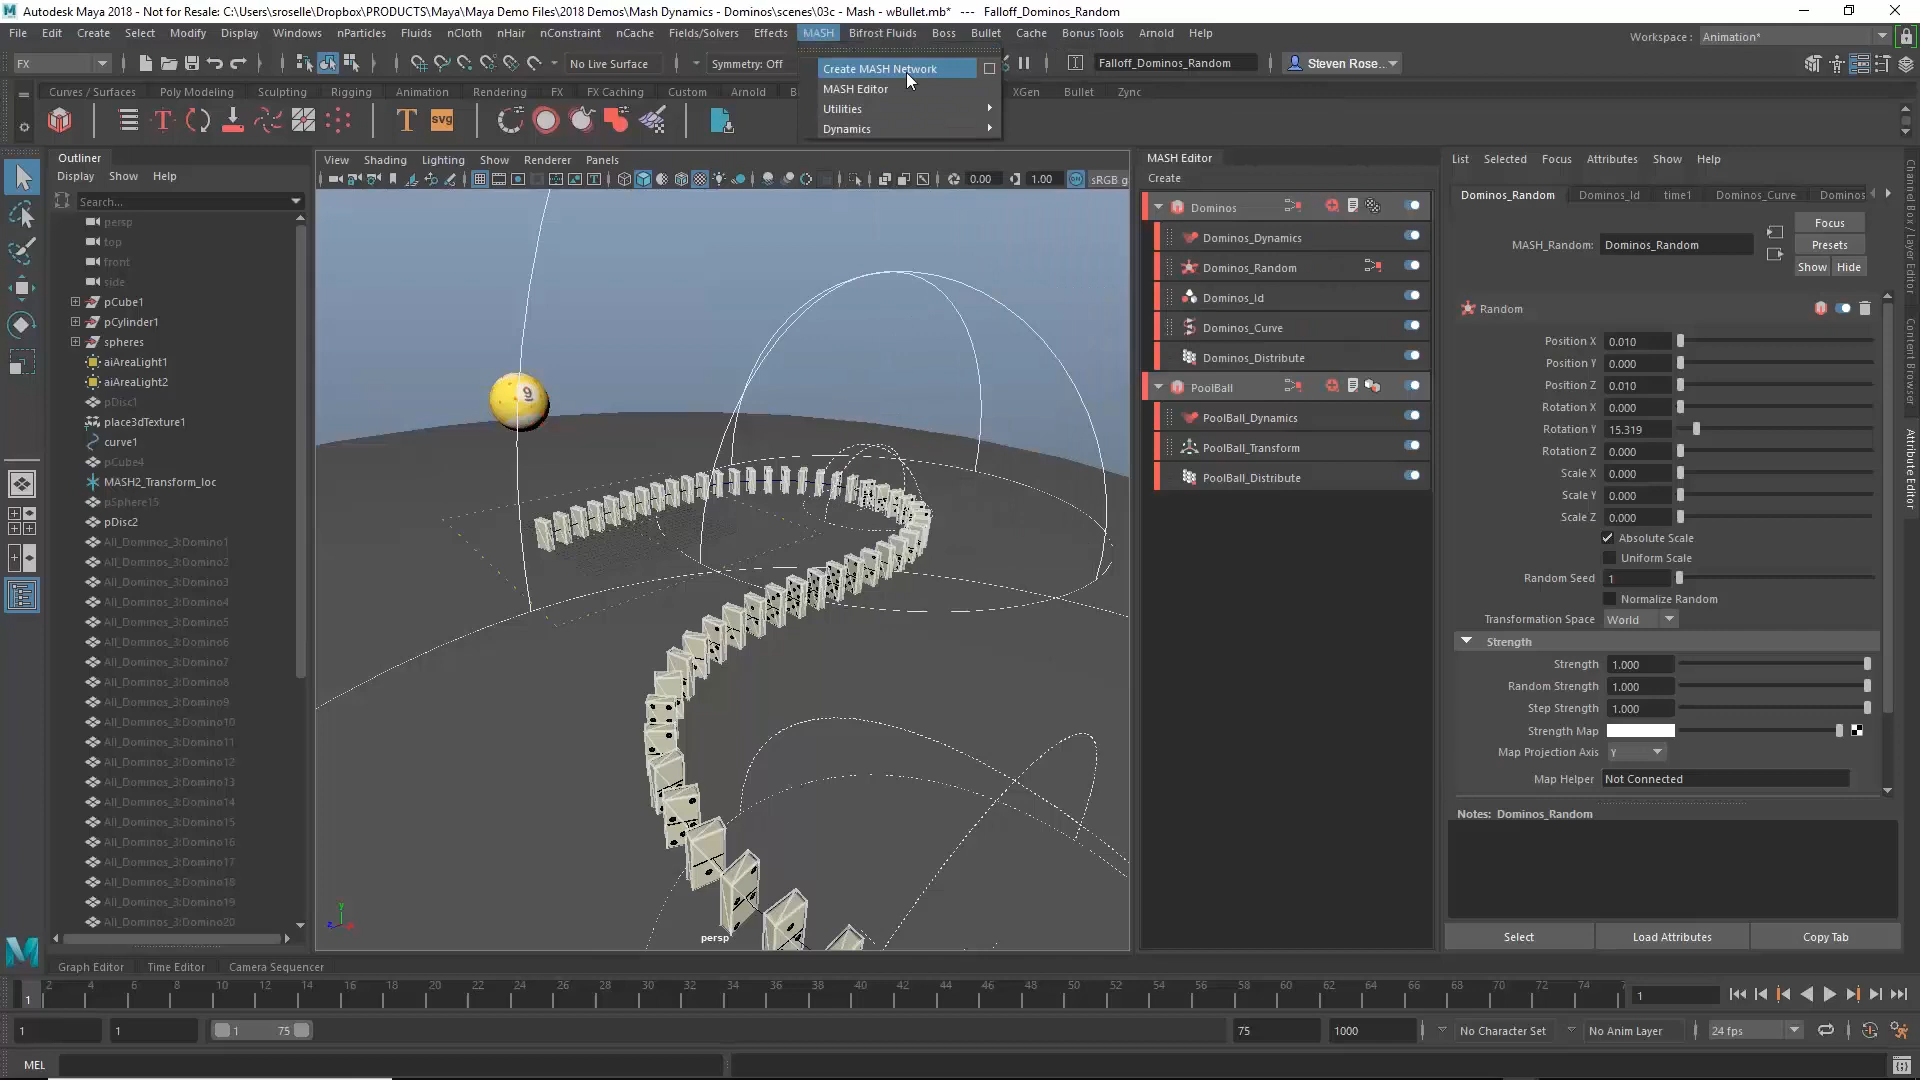 Autodesk Maya 2018 - Not for Resale: C:\Users\sroselle\Dropbox\PRODUCTS\Maya\Maya Demo Files\2018 Demos\Mash Dynamics - Dominos\scenes\03c - Mash - wBullet.mb* --- Falloff_Dominos_Random
File Edit Create Select Modify Display Windows nParticles Fluids nCloth nHair nConstraint nCache Fields/Solvers Effects MASH Bifrost Fluids Boss Bullet Cache Bonus Tools Arnold Help Workspace : Animation*
FX No Live Surface Symmetry: Off Falloff_Dominos_Random Steven Rose..
Create MASH Network
MASH Editor
Utilities
Dynamics
Curves / Surfaces Poly Modeling Sculpting Rigging Animation Rendering FX FX Caching Custom Arnold XGen Bullet Zync
T T svg
Outliner
Display Show Help
Search...
persp
top
front
side
pCube1
pCylinder1
spheres
aiAreaLight1
aiAreaLight2
pDisc1
place3dTexture1
curve1
pCube4
MASH2_Transform_loc
pSphere15
pDisc2
All_Dominos_3:Domino1
All_Dominos_3:Domino2
All_Dominos_3:Domino3
All_Dominos_3:Domino4
All_Dominos_3:Domino5
All_Dominos_3:Domino6
All_Dominos_3:Domino7
All_Dominos_3:Domino8
All_Dominos_3:Domino9
All_Dominos_3:Domino10
All_Dominos_3:Domino11
All_Dominos_3:Domino12
All_Dominos_3:Domino13
All_Dominos_3:Domino14
All_Dominos_3:Domino15
All_Dominos_3:Domino16
All_Dominos_3:Domino17
All_Dominos_3:Domino18
All_Dominos_3:Domino19
All_Dominos_3:Domino20
View Shading Lighting Show Renderer Panels
0.00 1.00 sRGB g
9
persp
MASH Editor
Create
Dominos
Dominos_Dynamics
Dominos_Random
Dominos_Id
Dominos_Curve
Dominos_Distribute
PoolBall
PoolBall_Dynamics
PoolBall_Transform
PoolBall_Distribute
List Selected Focus Attributes Show Help
Dominos_Random Dominos_Id time1 Dominos_Curve Dominos
MASH_Random: Dominos_Random
Focus
Presets
Show Hide
Random
Position X 0.010
Position Y 0.000
Position Z 0.010
Rotation X 0.000
Rotation Y 15.319
Rotation Z 0.000
Scale X 0.000
Scale Y 0.000
Scale Z 0.000
Absolute Scale
Uniform Scale
Random Seed 1
Normalize Random
Transformation Space World
Strength
Strength 1.000
Random Strength 1.000
Step Strength 1.000
Strength Map
Map Projection Axis Y
Map Helper Not Connected
Notes: Dominos_Random
Select Load Attributes Copy Tab
Channel Box / Layer Editor
Content Browser
Attribute Editor
Graph Editor Time Editor Camera Sequencer
1 2 4 6 8 10 12 14 16 18 20 22 24 26 28 30 32 34 36 38 40 42 44 46 48 50 52 54 56 58 60 62 64 66 68 70 72 74 1
1 1 1 75 75 1000 No Character Set No Anim Layer 24 fps
MEL